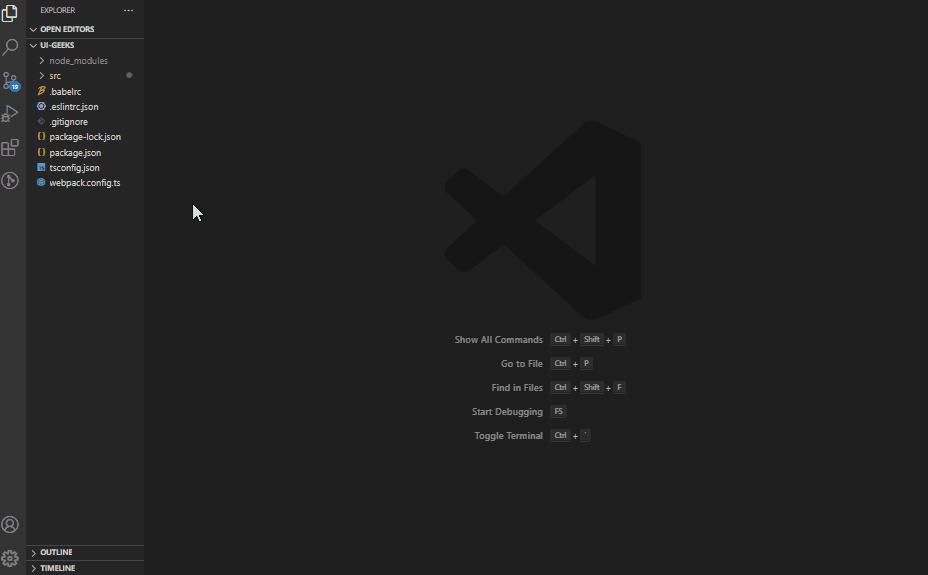 EXPLORER ...
OPEN EDITORS
UI-GEEKS
node_modules
src
.babelrc
.eslintrc.json
.gitignore
{} package-lock.json
{} package.json
TS tsconfig.json
webpack.config.ts
19
Show All Commands Ctrl + Shift + P
Go to File Ctrl + P
Find in Files Ctrl + Shift + F
Start Debugging F5
Toggle Terminal Ctrl + `
OUTLINE
TIMELINE